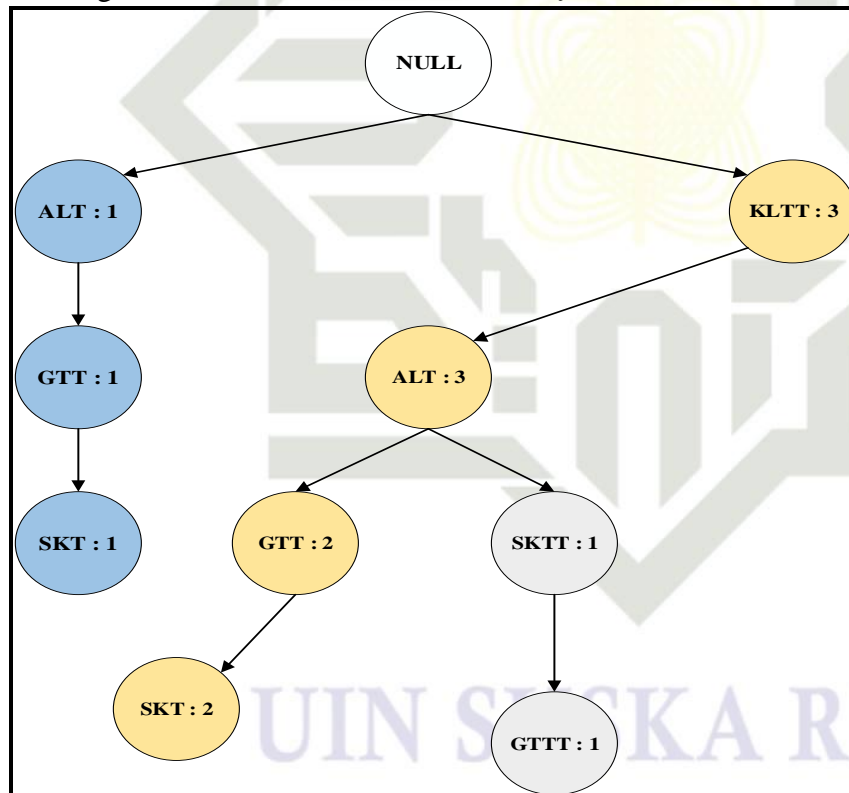 NULL
ALT : 1
KLTT : 3
GTT : 1
ALT : 3
SKT : 1
GTT : 2
SKTT : 1
SKT : 2
GTTT : 1
UIN SUSKA R